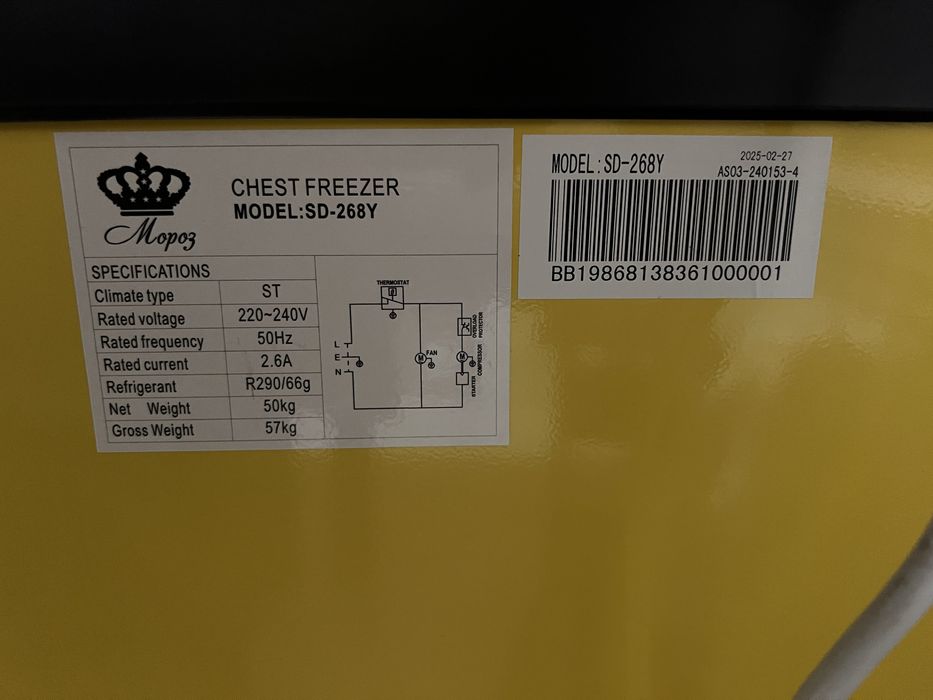 Мороз
CHEST FREEZER
MODEL:SD-268Y
SPECIFICATIONS
Climate type ST
Rated voltage 220~240V
Rated frequency 50Hz
Rated current 2.6A
Refrigerant R290/66g
Net Weight 50kg
Gross Weight 57kg
THERMOSTAT
L
E
N
M
FAN
OVERLOAD
PROTECTOR
M
COMPRESSOR
STARTER
MODEL:SD-268Y
2025-02-27
AS03-240153-4
BB19868138361000001